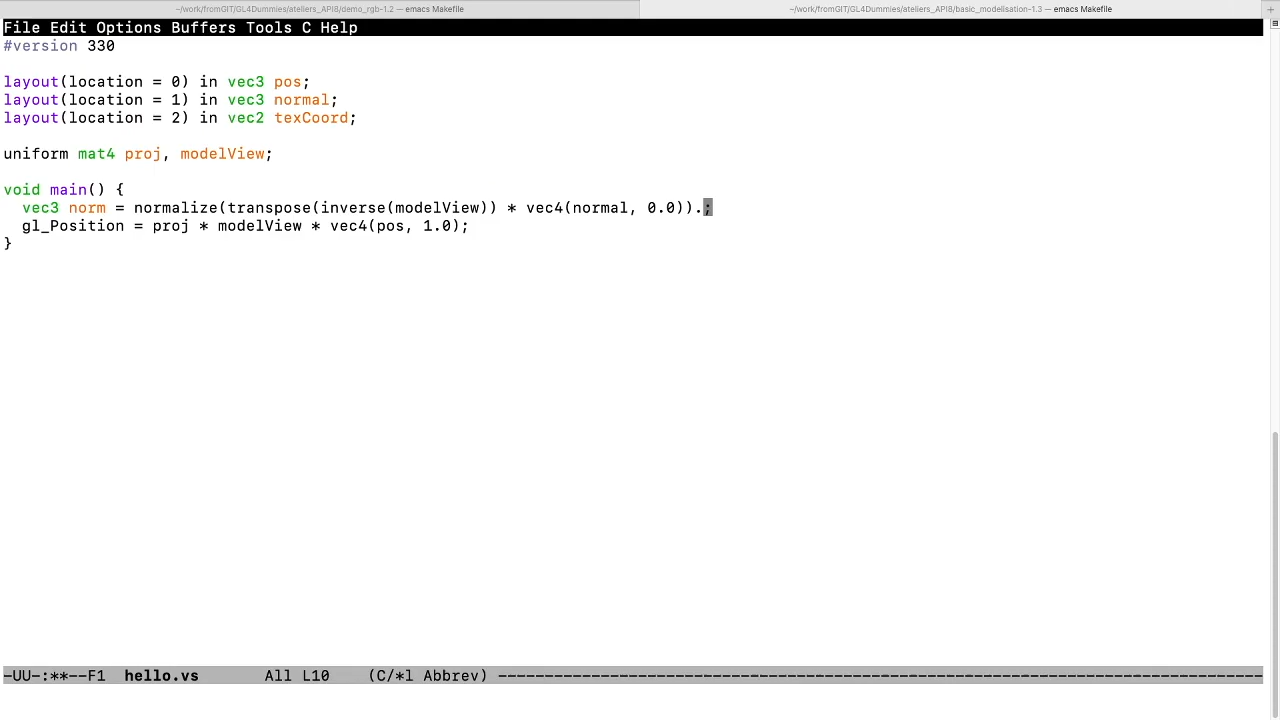 ~/work/fromGIT/GL4Dummies/ateliers_API8/demo_rgb-1.2 — emacs Makefile
~/work/fromGIT/GL4Dummies/ateliers_API8/basic_modelisation-1.3 — emacs Makefile
+
File Edit Options Buffers Tools C Help
#version 330
layout(location = 0) in vec3 pos;
layout(location = 1) in vec3 normal;
layout(location = 2) in vec2 texCoord;
uniform mat4 proj, modelView;
void main() {
  vec3 norm = normalize(transpose(inverse(modelView)) * vec4(normal, 0.0)).;
  gl_Position = proj * modelView * vec4(pos, 1.0);
}
-UU-:**--F1  hello.vs       All L10    (C/*l Abbrev) ----------------------------------------------------------------------------------